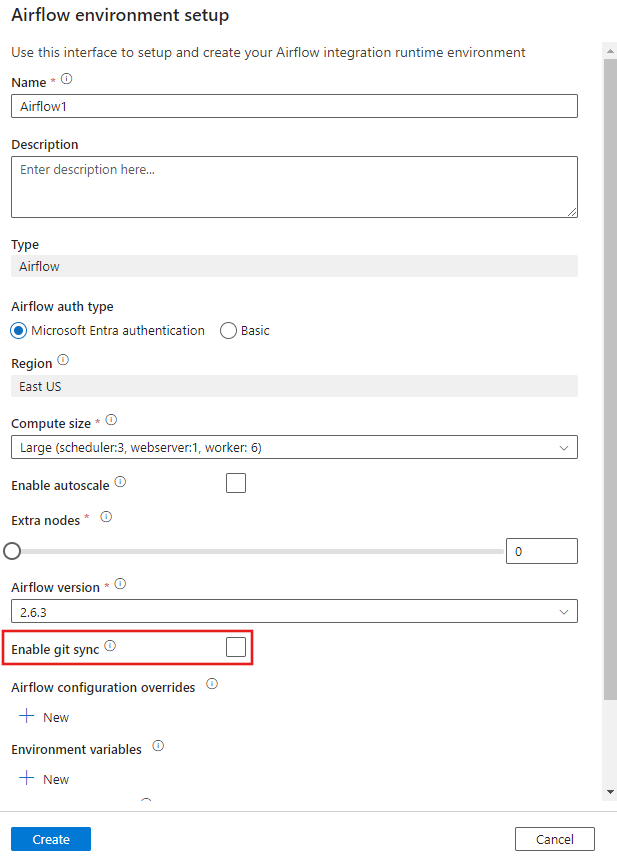 Airflow environment setup
Use this interface to setup and create your Airflow integration runtime environment
Name *
Airflow1
Description
Enter description here...
Type
Airflow
Airflow auth type
Microsoft Entra authentication Basic
Region
East US
Compute size *
Large (scheduler:3, webserver:1, worker: 6)
Enable autoscale
Extra nodes *
0
Airflow version *
2.6.3
Enable git sync
Airflow configuration overrides
New
Environment variables
New
Create Cancel